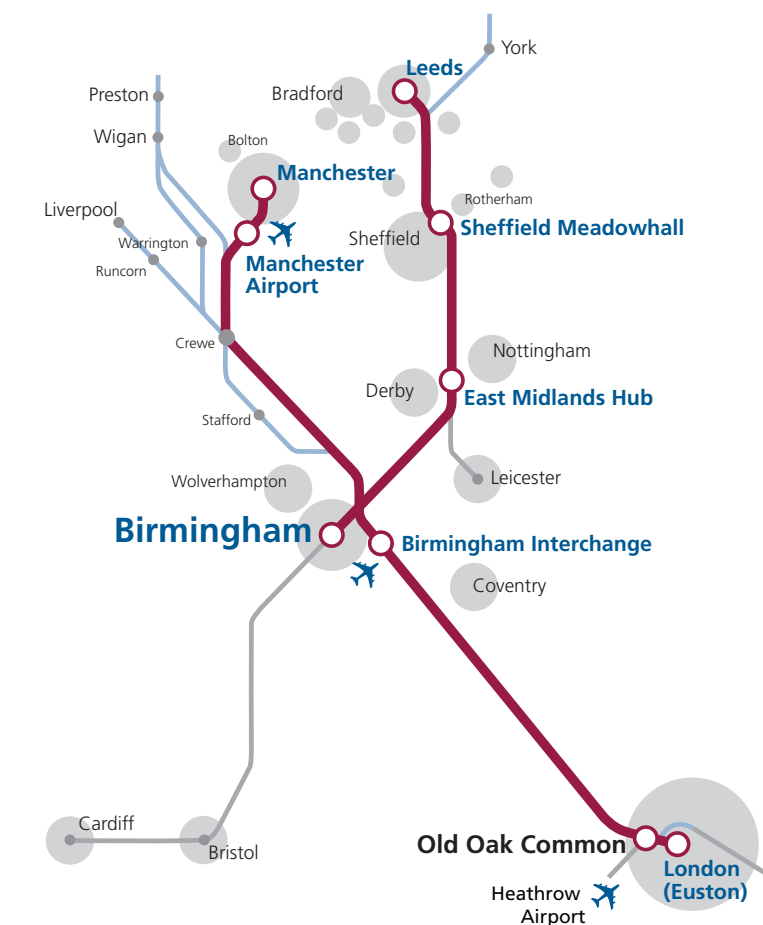 York
Leeds
Preston
Bradford
Wigan
Bolton
Manchester
Rotherham
Liverpool
Sheffield Meadowhall
Sheffield
Warrington
Runcorn
Manchester
Airport
Crewe
Nottingham
Derby
East Midlands Hub
Stafford
Wolverhampton
Leicester
Birmingham
Birmingham Interchange
Coventry
Cardiff
Bristol
Old Oak Common
London
(Euston)
Heathrow
Airport